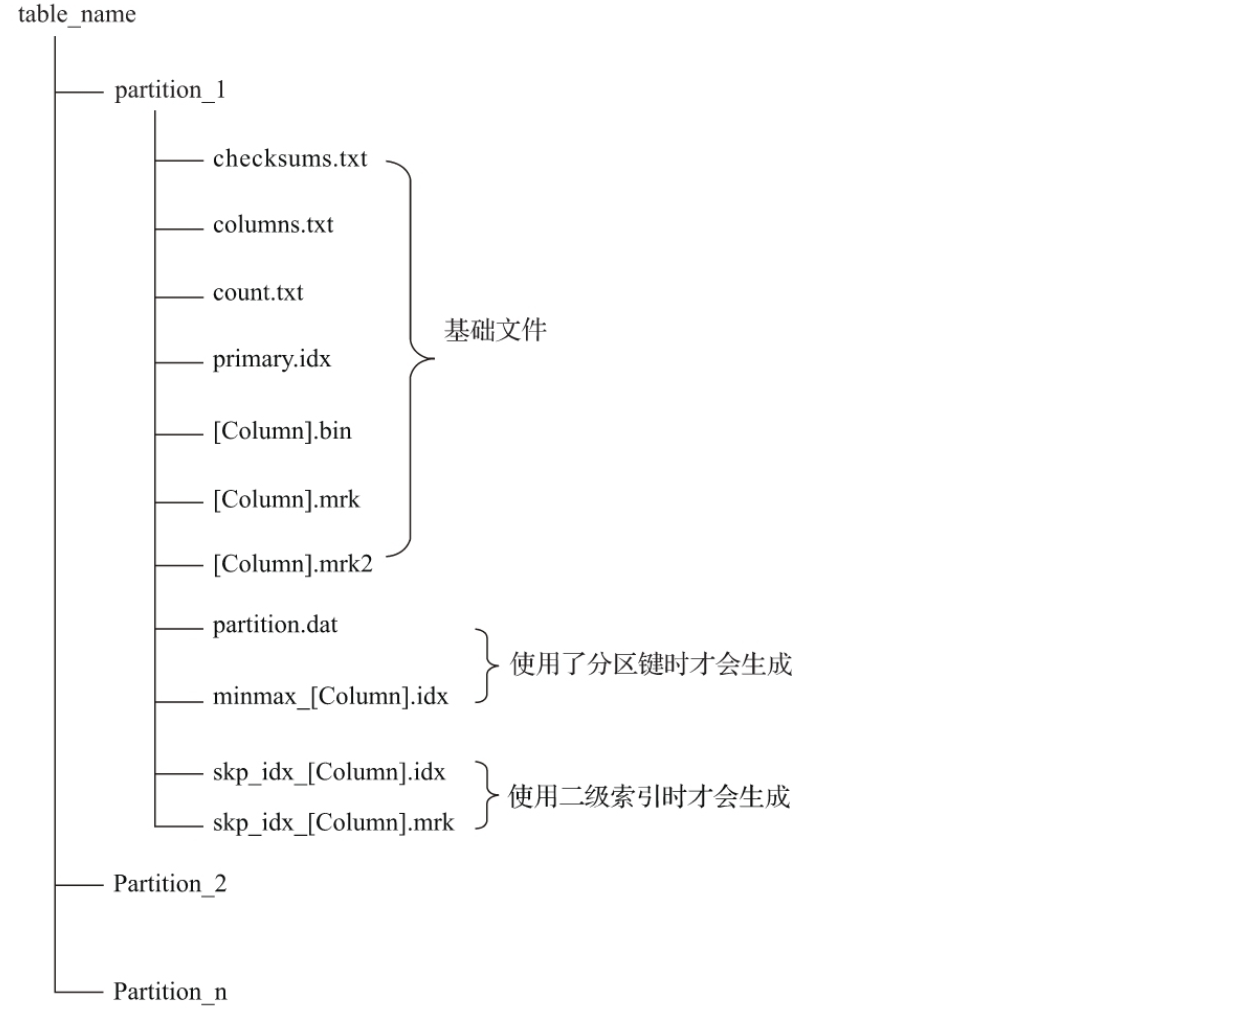 table_name
partition_1
checksums.txt
columns.txt
count.txt
基础文件
primary.idx
[Column].bin
[Column].mrk
[Column].mrk2
partition.dat
使用了分区键时才会生成
minmax_[Column].idx
skp_idx_[Column].idx
使用二级索引时才会生成
skp_idx_[Column].mrk
Partition_2
Partition_n